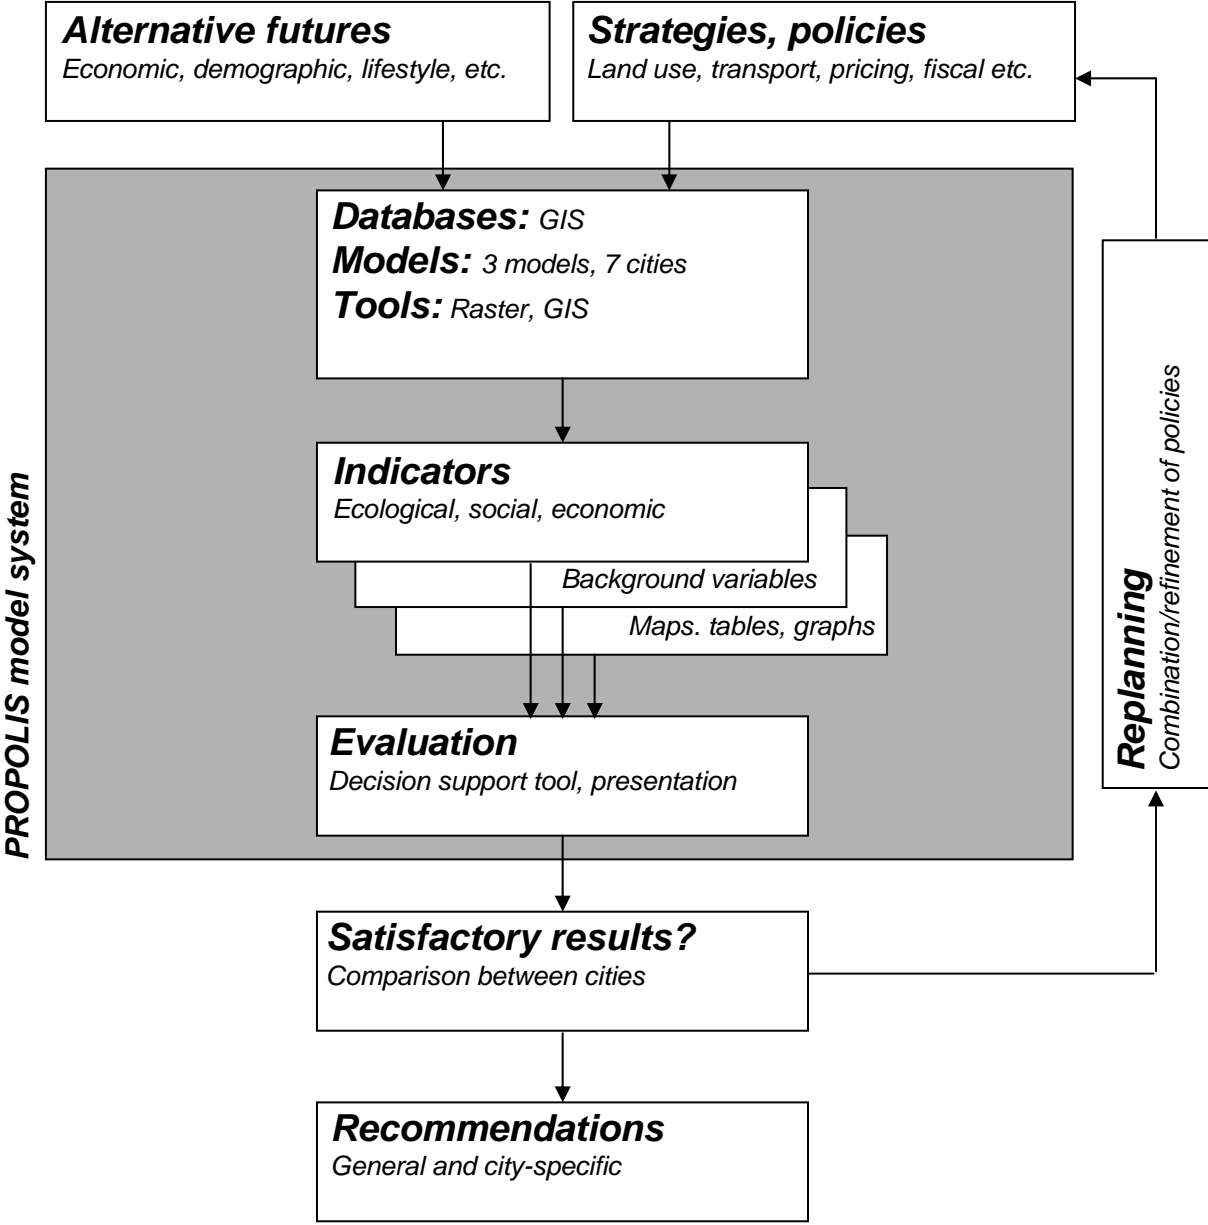 Alternative futures
Economic, demographic, lifestyle, etc.
Strategies, policies
Land use, transport, pricing, fiscal etc.
PROPOLIS model system
Databases: GIS
Models: 3 models, 7 cities
Tools: Raster, GIS
Indicators
Ecological, social, economic
Background variables
Maps. tables, graphs
Evaluation
Decision support tool, presentation
Replanning
Combination/refinement of policies
Satisfactory results?
Comparison between cities
Recommendations
General and city-specific